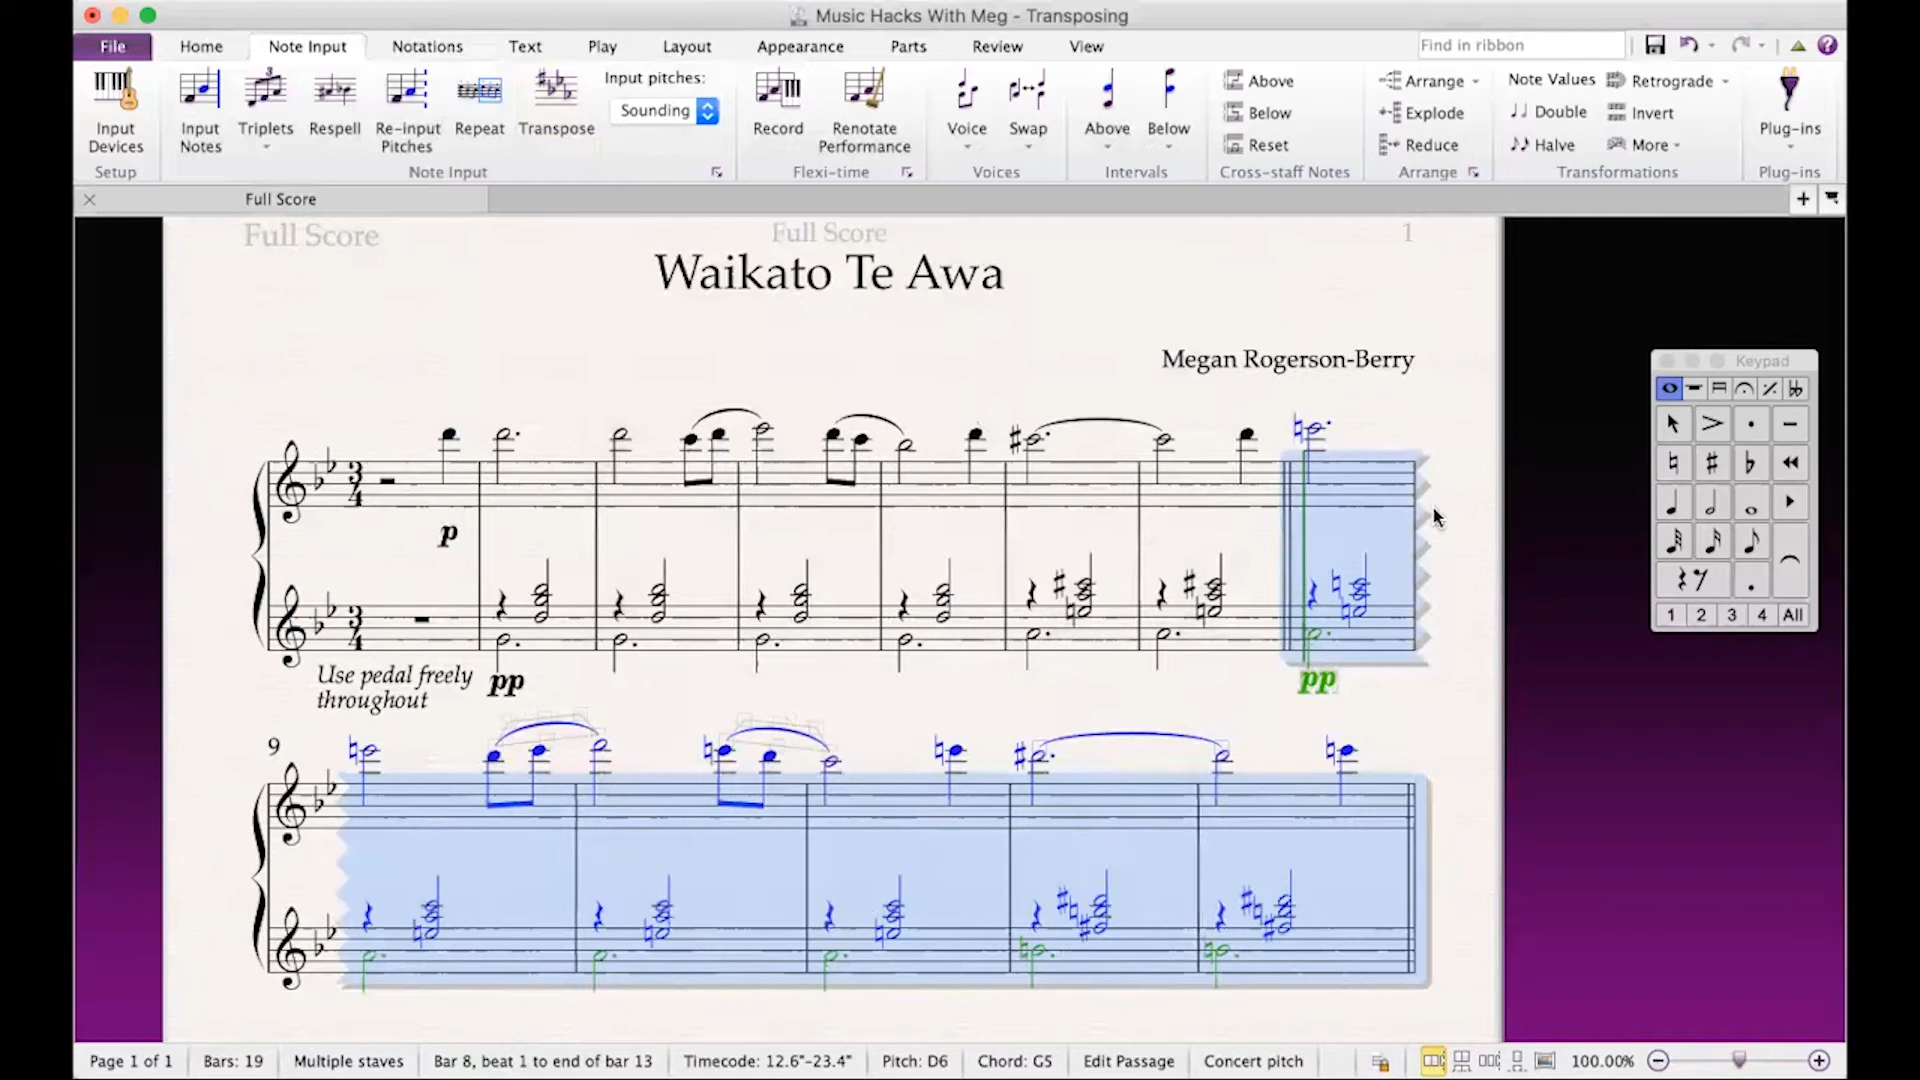 Music Hacks With Meg - Transposing
File Home Note Input Notations Text Play Layout Appearance Parts Review View Find in ribbon
Input Devices
Setup
Input Notes
Triplets
Respell
Re-input Pitches
Repeat
Transpose
Input pitches:
Sounding
Note Input
Record
Renotate Performance
Flexi-time
Voice
Swap
Voices
Above
Below
Intervals
Above
Below
Reset
Cross-staff Notes
Arrange
Explode
Reduce
Arrange
Note Values
Double
Halve
Retrograde
Invert
More
Transformations
Plug-ins
Plug-ins
Full Score
Full Score Full Score 1
Waikato Te Awa
Megan Rogerson-Berry
Keypad
1 2 3 4 All
3
4
p
3
4
Use pedal freely
throughout
pp
pp
9
Page 1 of 1 Bars: 19 Multiple staves Bar 8, beat 1 to end of bar 13 Timecode: 12.6"-23.4" Pitch: D6 Chord: G5 Edit Passage Concert pitch 100.00%